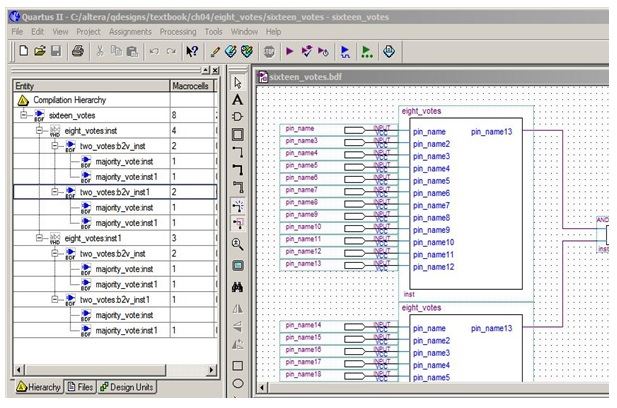 Quartus II - C:/altera/qdesigns/textbook/ch04/eight_votes/sixteen_votes - sixteen_votes
File Edit View Project Assignments Processing Tools Window Help
Entity Macrocells
Compilation Hierarchy
sixteen_votes 8
eight_votes:inst 4
two_votes:b2v_inst 2
majority_vote:inst 1
majority_vote:inst1 1
two_votes:b2v_inst1 2
majority_vote:inst 1
majority_vote:inst1 1
eight_votes:inst1 3
two_votes:b2v_inst 2
majority_vote:inst 1
majority_vote:inst1 1
two_votes:b2v_inst1 1
majority_vote:inst
majority_vote:inst1 1
Hierarchy Files Design Units
sixteen_votes.bdf
eight_votes
pin_name INPUT VCC pin_name pin_name13
pin_name3 INPUT VCC pin_name2
pin_name4 INPUT VCC pin_name3
pin_name5 INPUT VCC pin_name4
pin_name6 INPUT VCC pin_name5
pin_name7 INPUT VCC pin_name6
pin_name8 INPUT VCC pin_name7
pin_name9 INPUT VCC pin_name8
pin_name10 INPUT VCC pin_name9
pin_name11 INPUT VCC pin_name10
pin_name12 INPUT VCC pin_name11
pin_name13 INPUT VCC pin_name12
inst
AND
inst
eight_votes
pin_name14 INPUT VCC pin_name pin_name13
pin_name15 INPUT VCC pin_name2
pin_name16 INPUT VCC pin_name3
pin_name17 INPUT VCC pin_name4
pin_name18 INPUT VCC pin_name5